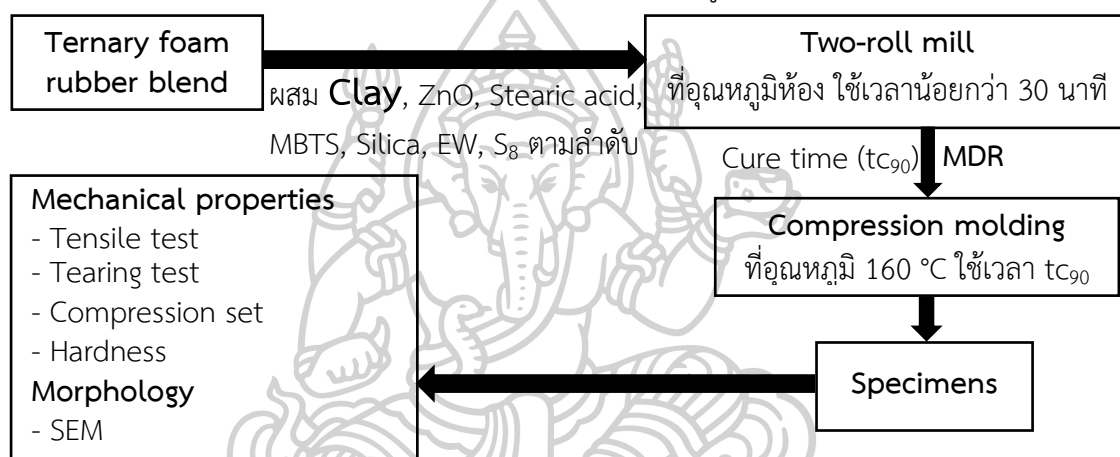 Ternary foam
rubber blend
ผสม Clay, ZnO, Stearic acid,
MBTS, Silica, EW, S₈ ตามลำดับ
Two-roll mill
ที่อุณหภูมิห้อง ใช้เวลาน้อยกว่า 30 นาที
Cure time (tc₉₀) MDR
Compression molding
ที่อุณหภูมิ 160 °C ใช้เวลา tc₉₀
Specimens
Mechanical properties
- Tensile test
- Tearing test
- Compression set
- Hardness
Morphology
- SEM